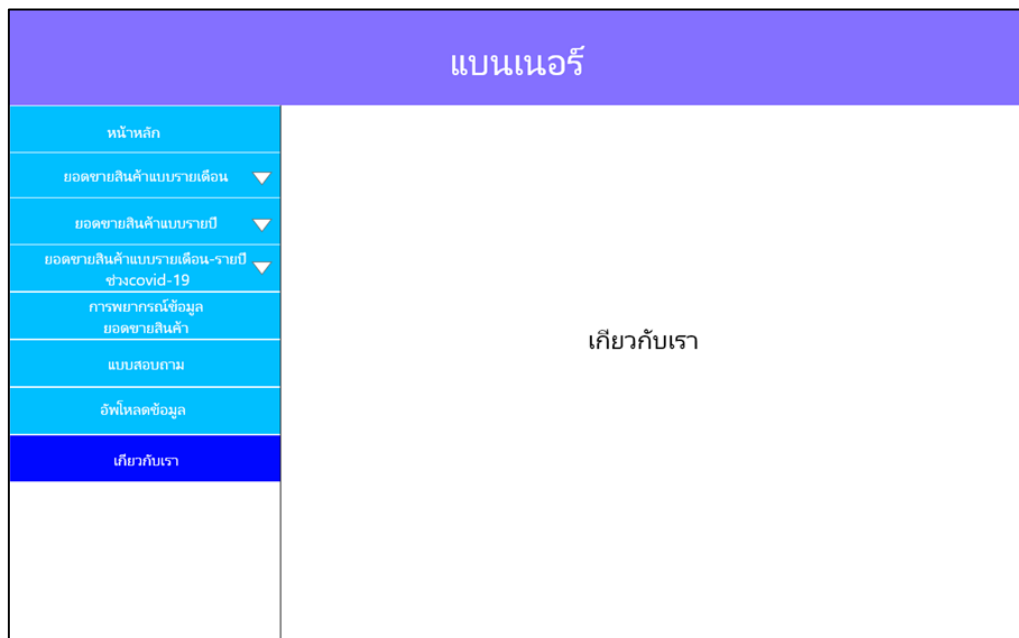 แบนเนอร์
หน้าหลัก
ยอดขายสินค้าแบบรายเดือน
ยอดขายสินค้าแบบรายปี
ยอดขายสินค้าแบบรายเดือน-รายปี
ช่วงcovid-19
การพยากรณ์ข้อมูล
ยอดขายสินค้า
แบบสอบถาม
อัพโหลดข้อมูล
เกียวกับเรา
เกียวกับเรา